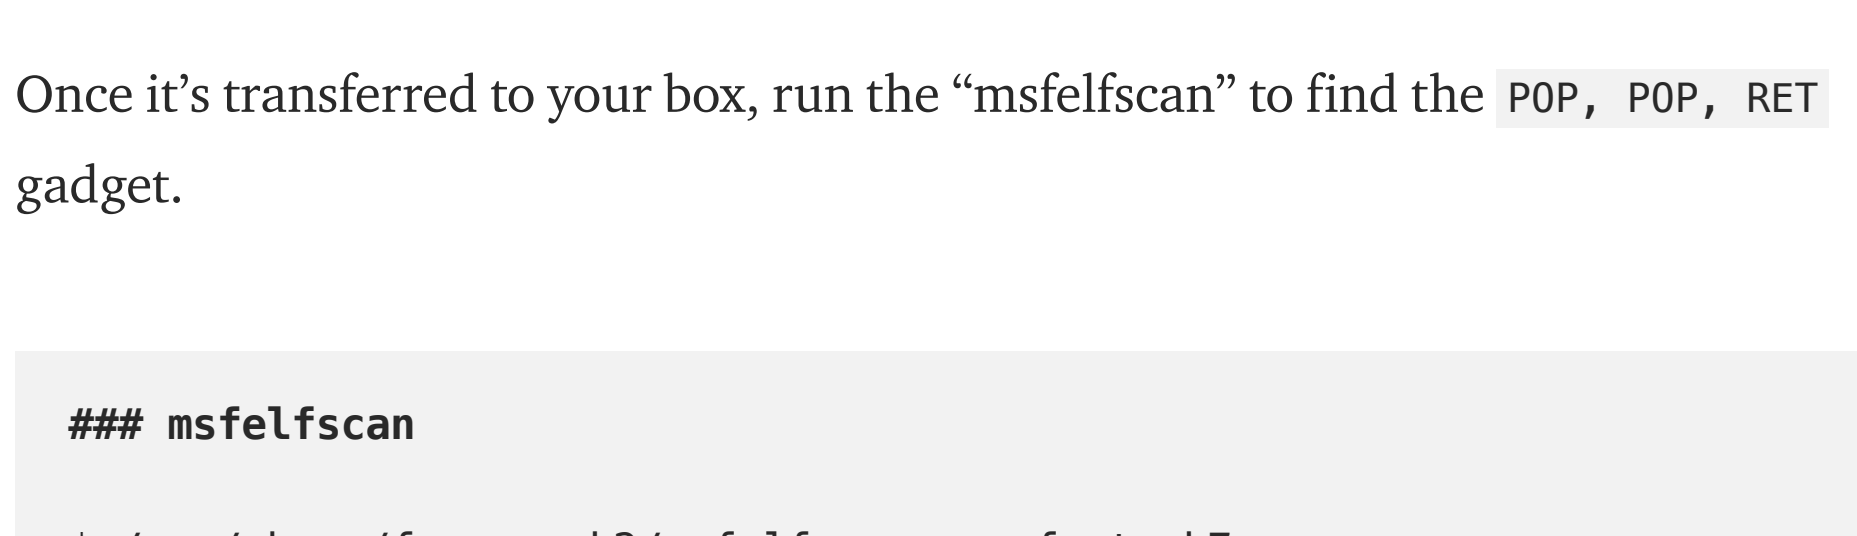 Once it’s transferred to your box, run the “msfelfscan” to find the POP, POP, RET
gadget.
### msfelfscan